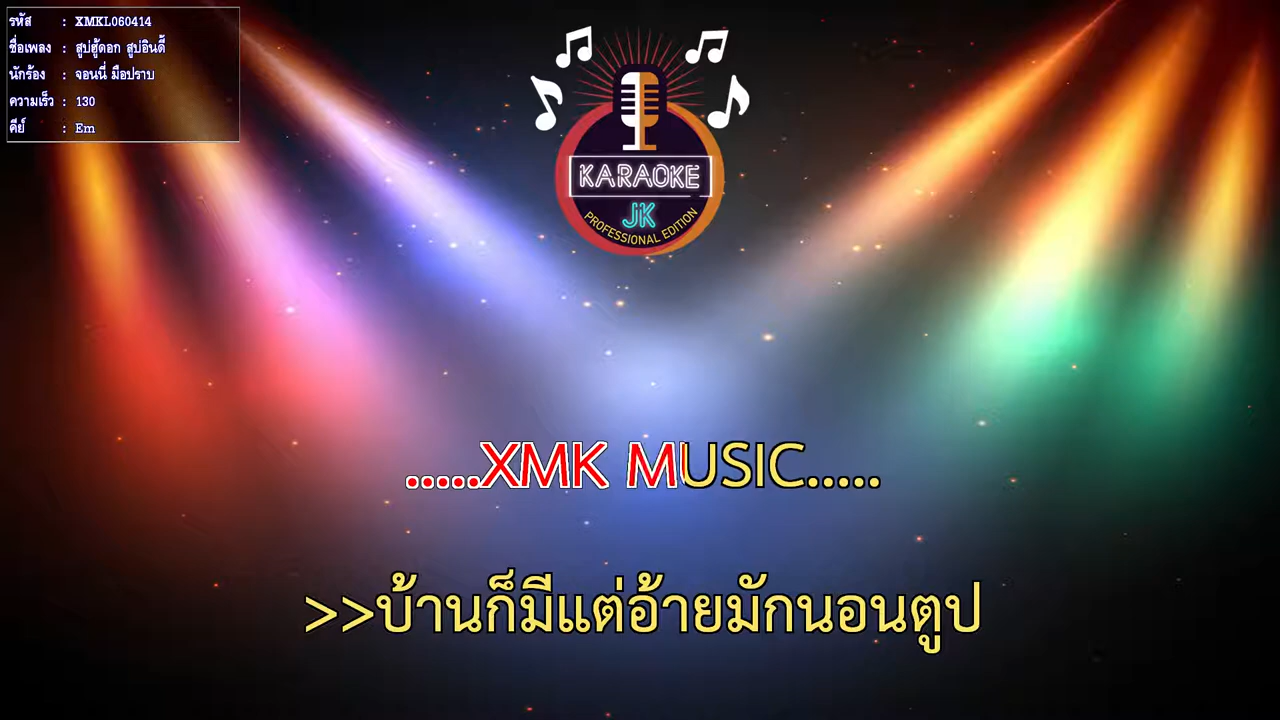 รหัส : XMKL060414
ชื่อเพลง : สูบ่ฮู้ดอก สูบ่อินดี้
นักร้อง : จอนนี่ มือปราบ
ความเร็ว : 130
คีย์ : Em
KARAOKE
JK
PROFESSIONAL EDITION
.....XMK MUSIC.....
>>บ้านก็มีแต่อ้ายมักนอนตูป